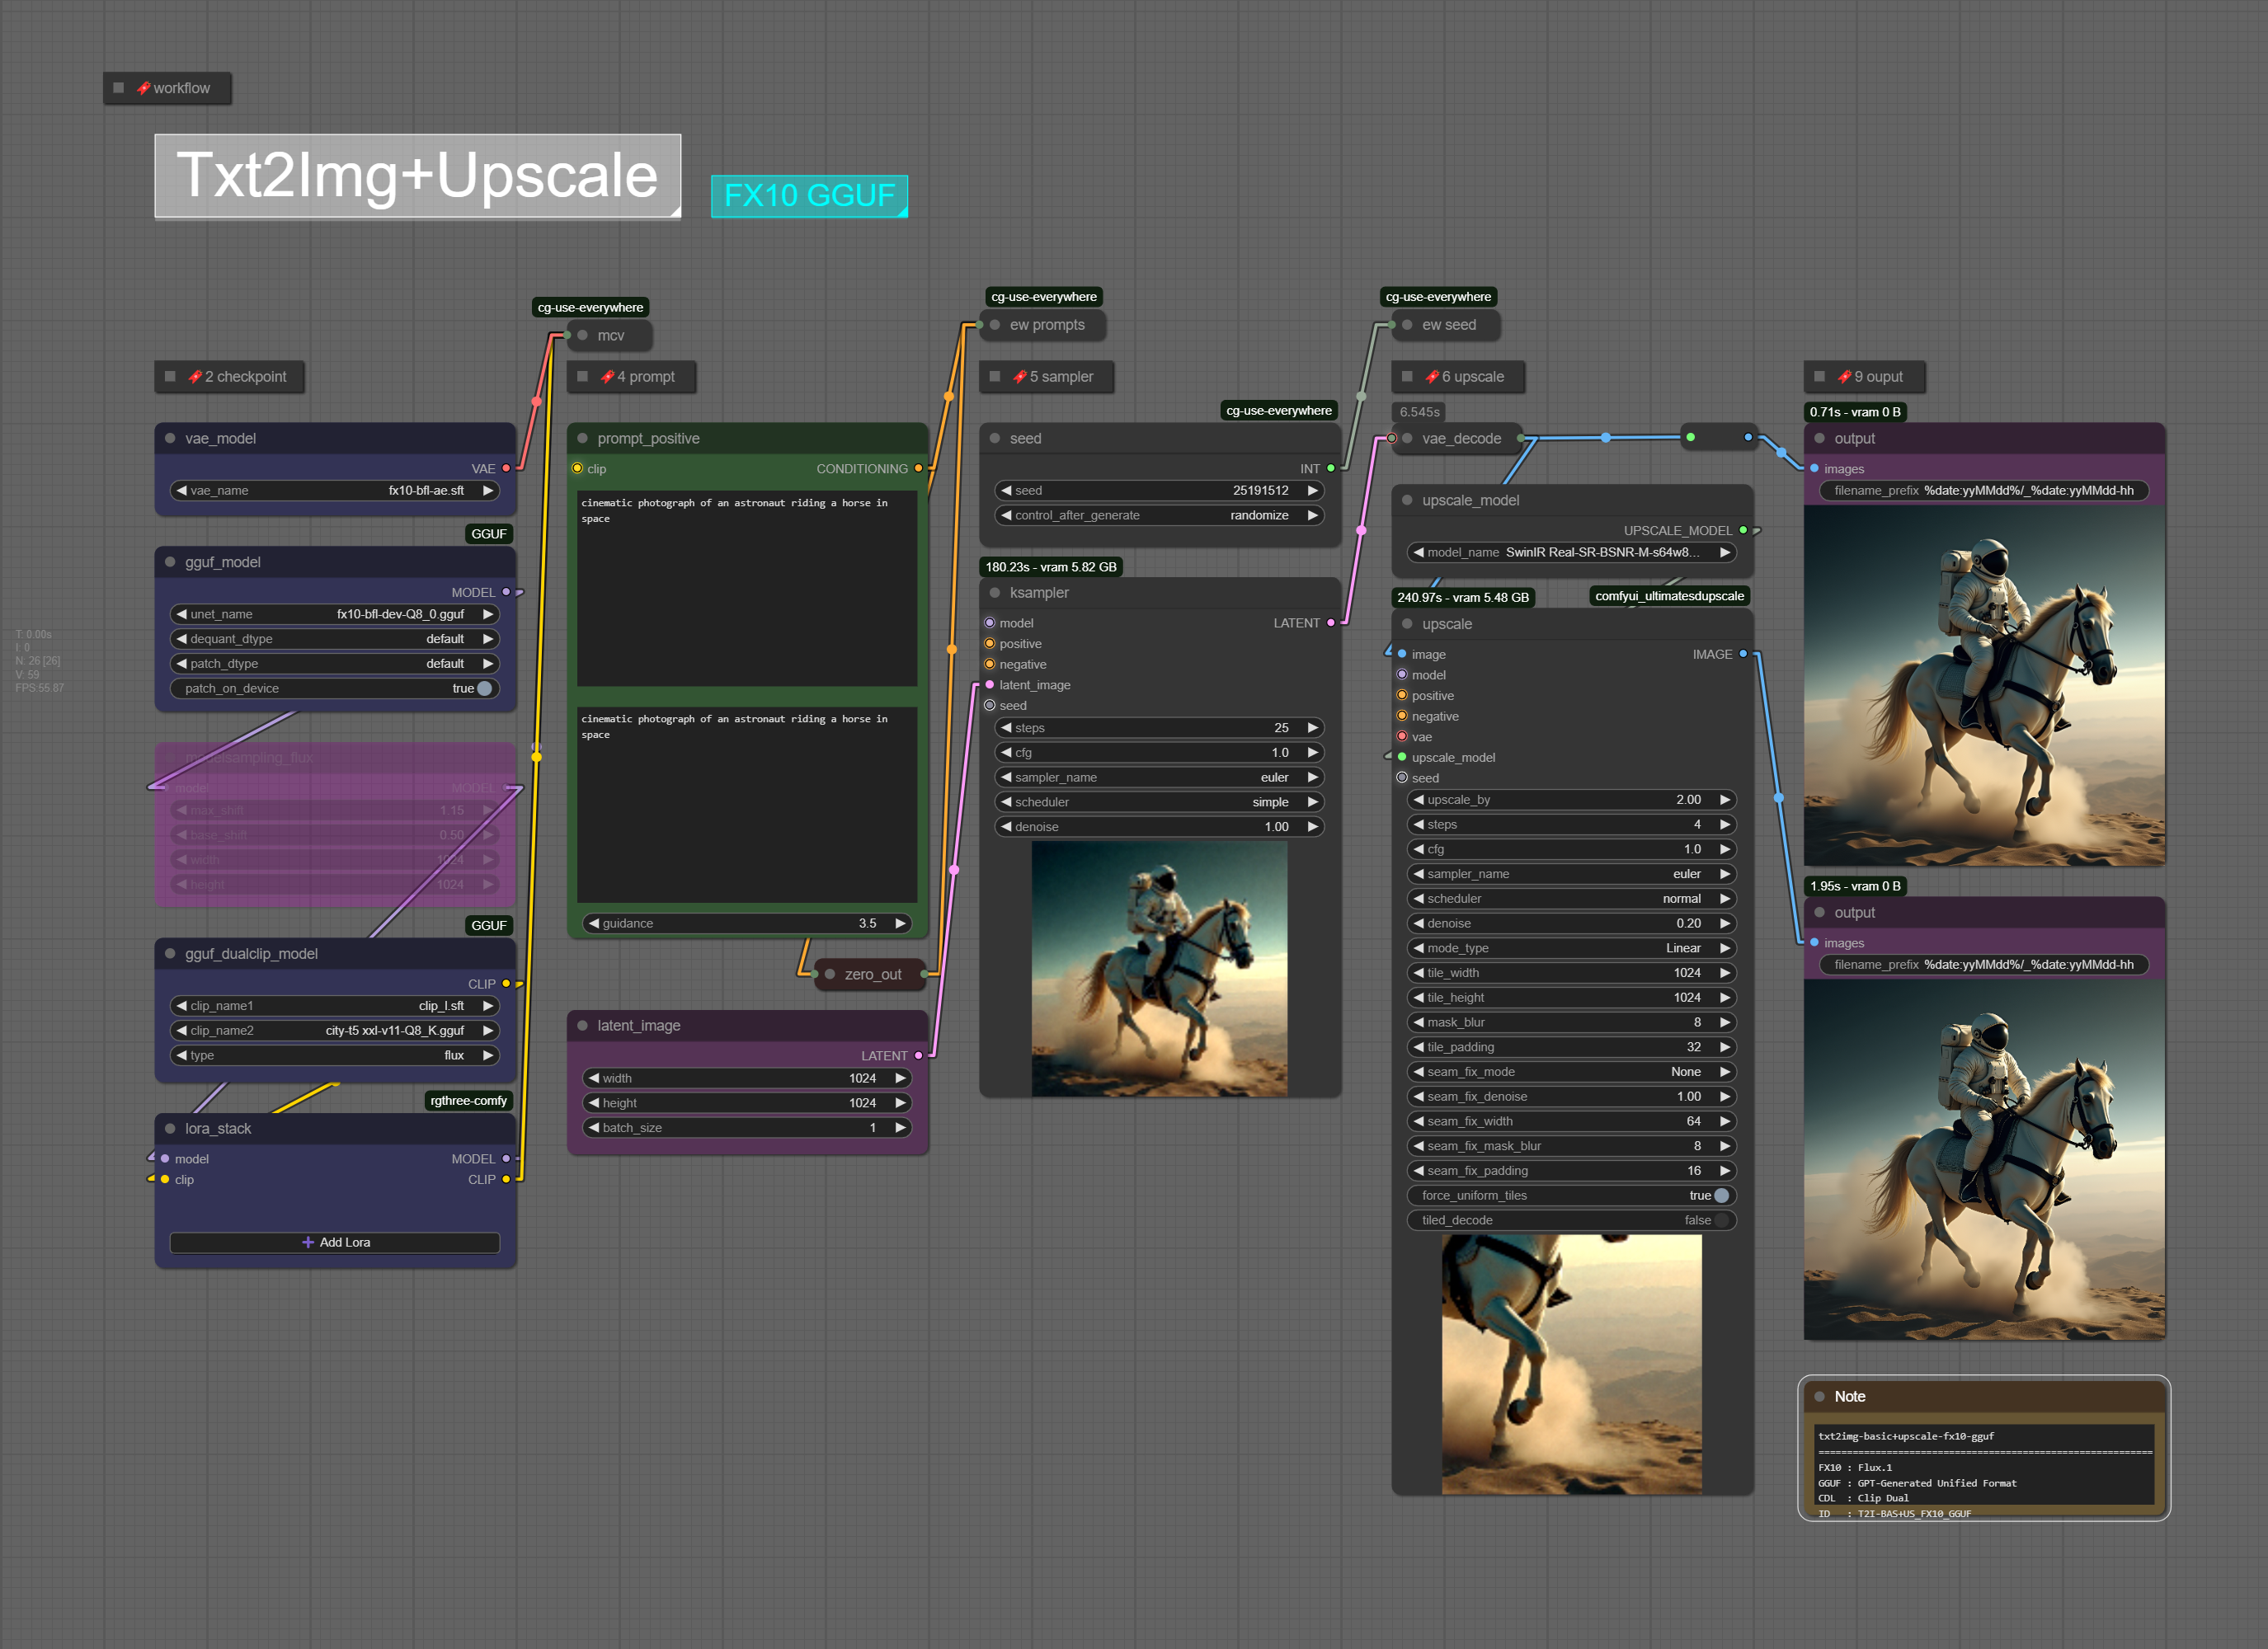 workflow
Txt2Img+Upscale
FX10 GGUF
cg-use-everywhere
mcv
cg-use-everywhere
ew prompts
cg-use-everywhere
ew seed
2 checkpoint
4 prompt
5 sampler
6 upscale
9 ouput
vae_model
VAE
vae_name fx10-bfl-ae.sft
GGUF
gguf_model
MODEL
unet_name fx10-bfl-dev-Q8_0.gguf
dequant_dtype default
patch_dtype default
patch_on_device true
T: 0.00s
I: 0
N: 26 [26]
V: 59
FPS:55.87
modelsampling_flux
model MODEL
max_shift 1.15
base_shift 0.50
width 1024
height 1024
GGUF
gguf_dualclip_model
CLIP
clip_name1 clip_l.sft
clip_name2 city-t5 xxl-v11-Q8_K.gguf
type flux
rgthree-comfy
lora_stack
model MODEL
clip CLIP
Add Lora
prompt_positive
clip CONDITIONING
cinematic photograph of an astronaut riding a horse in
space
cinematic photograph of an astronaut riding a horse in
space
guidance 3.5
zero_out
latent_image
LATENT
width 1024
height 1024
batch_size 1
cg-use-everywhere
seed
INT
seed 25191512
control_after_generate randomize
180.23s - vram 5.82 GB
ksampler
model LATENT
positive
negative
latent_image
seed
steps 25
cfg 1.0
sampler_name euler
scheduler simple
denoise 1.00
6.545s
vae_decode
upscale_model
UPSCALE_MODEL
model_name SwinIR Real-SR-BSNR-M-s64w8...
240.97s - vram 5.48 GB
comfyui_ultimatesdupscale
upscale
image IMAGE
model
positive
negative
vae
upscale_model
seed
upscale_by 2.00
steps 4
cfg 1.0
sampler_name euler
scheduler normal
denoise 0.20
mode_type Linear
tile_width 1024
tile_height 1024
mask_blur 8
tile_padding 32
seam_fix_mode None
seam_fix_denoise 1.00
seam_fix_width 64
seam_fix_mask_blur 8
seam_fix_padding 16
force_uniform_tiles true
tiled_decode false
0.71s - vram 0 B
output
images
filename_prefix %date:yyMMdd%/_%date:yyMMdd-hh
1.95s - vram 0 B
output
images
filename_prefix %date:yyMMdd%/_%date:yyMMdd-hh
Note
txt2img-basic+upscale-fx10-gguf
===========================================================
FX10 : Flux.1
GGUF : GPT-Generated Unified Format
CDL : Clip Dual
ID : T2I-BAS+US_FX10_GGUF